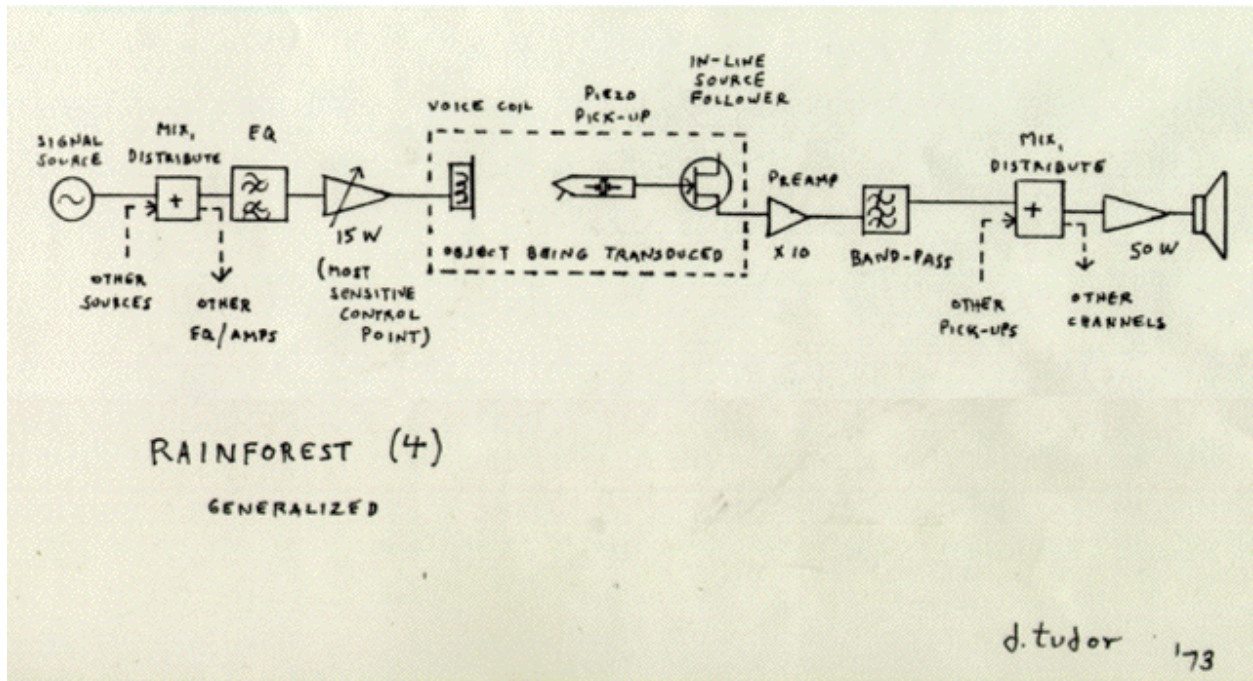 SIGNAL
SOURCE
MIX,
DISTRIBUTE
+
OTHER
SOURCES
OTHER
EQ/AMPS
EQ
15 W
(MOST
SENSITIVE
CONTROL
POINT)
VOICE COIL
PIEZO
PICK-UP
IN-LINE
SOURCE
FOLLOWER
OBJECT BEING TRANSDUCED
PREAMP
X 10
BAND-PASS
MIX,
DISTRIBUTE
+
OTHER
PICK-UPS
OTHER
CHANNELS
50 W
RAINFOREST (4)
GENERALIZED
d. tudor '73